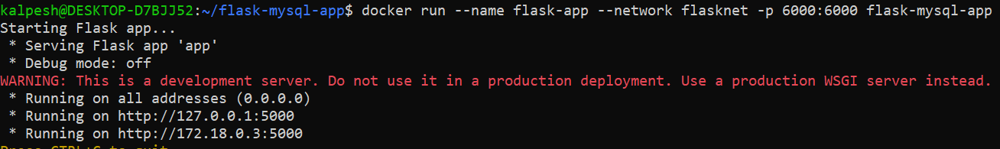 kalpesh@DESKTOP-D7BJJ52:~/flask-mysql-app$ docker run --name flask-app --network flasknet -p 6000:6000 flask-mysql-app
Starting Flask app...
 * Serving Flask app 'app'
 * Debug mode: off
WARNING: This is a development server. Do not use it in a production deployment. Use a production WSGI server instead.
 * Running on all addresses (0.0.0.0)
 * Running on http://127.0.0.1:5000
 * Running on http://172.18.0.3:5000
Press CTRL+C to quit